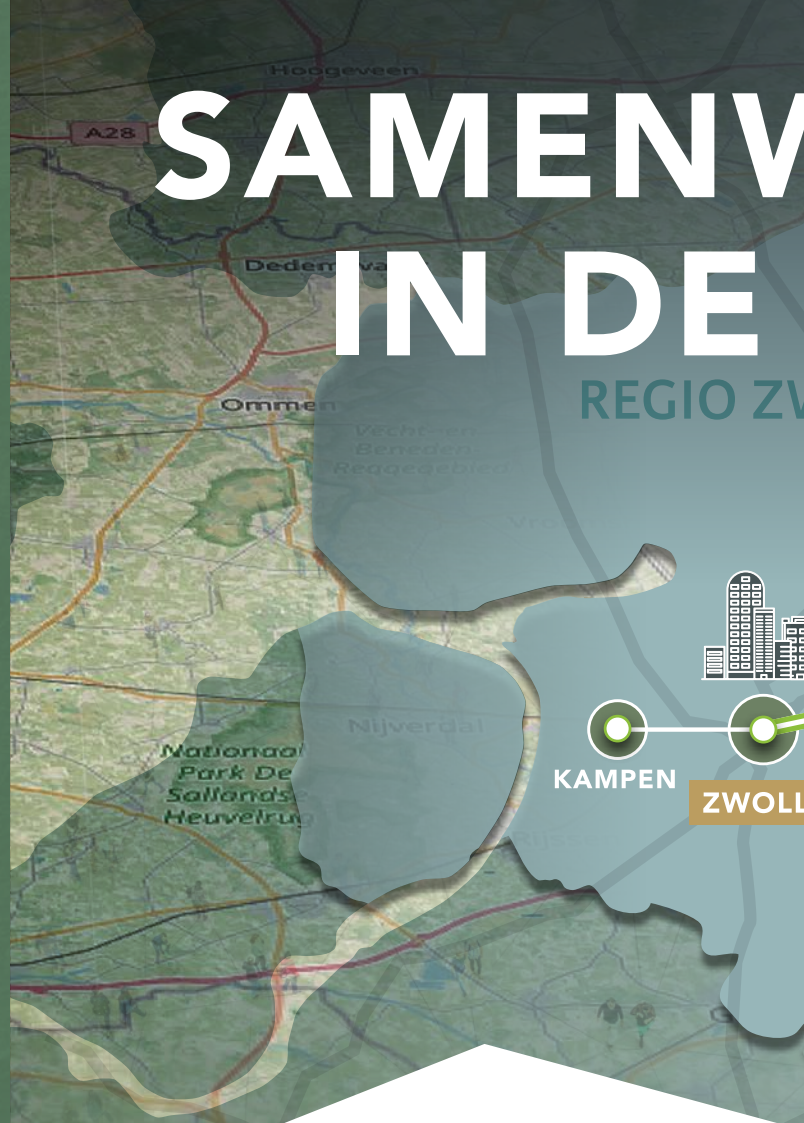 Hoogeveen
A28
SAMENW
Dedemsva
IN DE
REGIO ZW
Ommen
Vecht-en
Beneden-
Reggegebied
Nijverdal
Nationaal
Park De
Sallandse
Heuvelrug
KAMPEN
ZWOLL
Rijssen